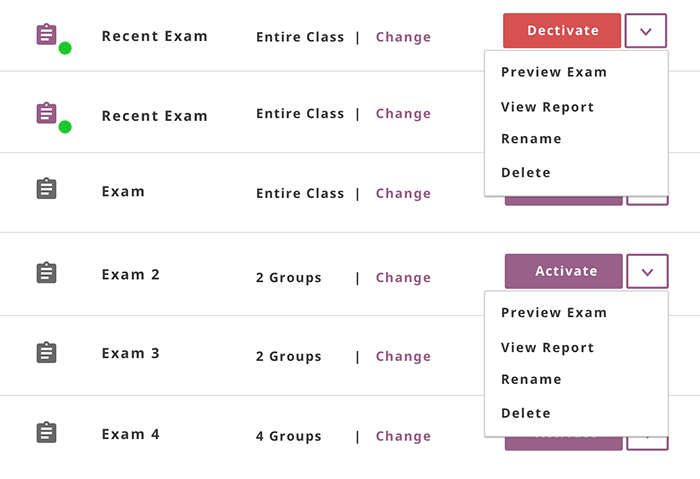 Recent Exam Entire Class | Change Dectivate
Preview Exam
View Report
Recent Exam Entire Class | Change
Rename
Delete
Exam Entire Class | Change
Exam 2 2 Groups | Change Activate
Preview Exam
View Report
Exam 3 2 Groups | Change
Rename
Delete
Exam 4 4 Groups | Change